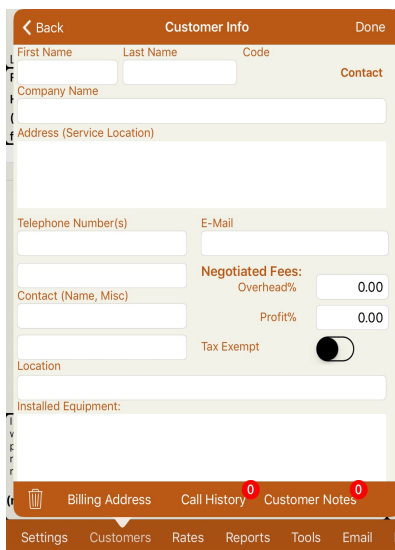 Back Customer Info Done
First Name Last Name Code
Contact
Company Name
Address (Service Location)
Telephone Number(s) E-Mail
Negotiated Fees:
Overhead% 0.00
Contact (Name, Misc)
Profit% 0.00
Tax Exempt
Location
Installed Equipment:
0 0
Billing Address Call History Customer Notes
Settings Customers Rates Reports Tools Email